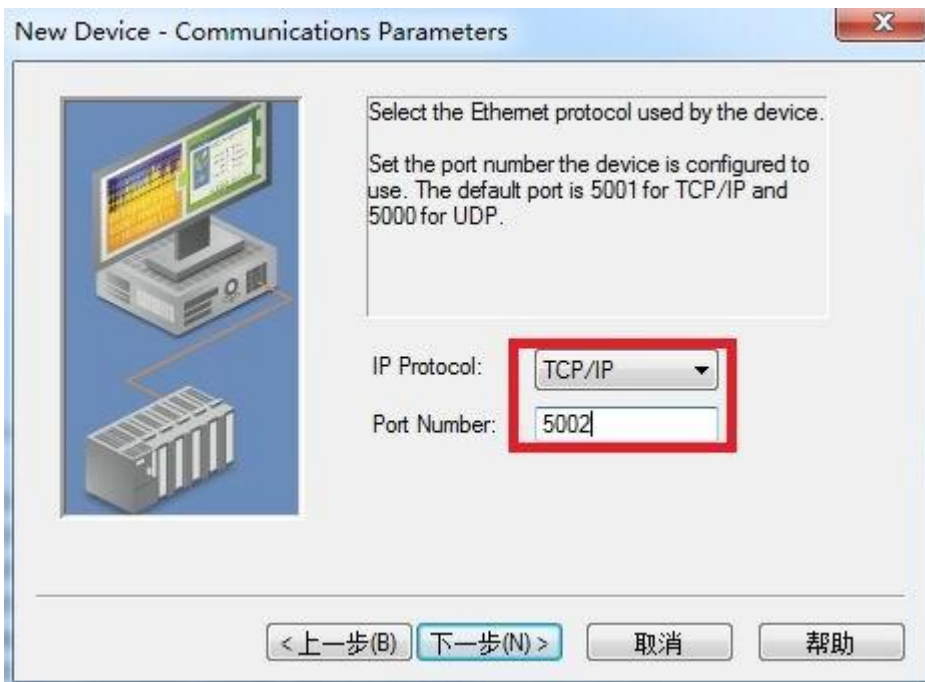 New Device - Communications Parameters
Select the Ethernet protocol used by the device.
Set the port number the device is configured to
use. The default port is 5001 for TCP/IP and
5000 for UDP.
IP Protocol:
TCP/IP
Port Number:
5002
<上一步(B)
下一步(N) >
取消
帮助